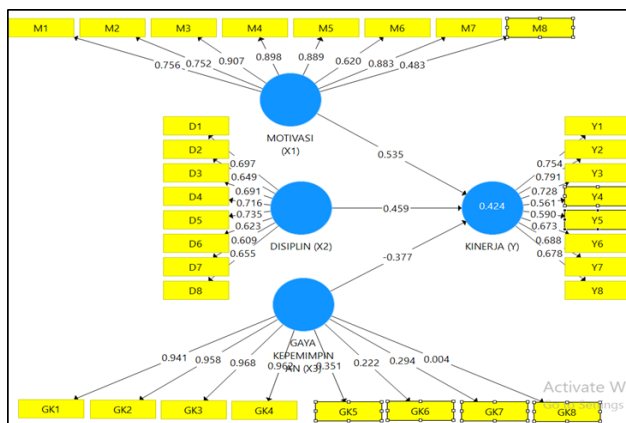 M1 M2 M3 M4 M5 M6 M7 M8
0.756 0.752 0.907 0.898 0.889 0.620 0.883 0.483
MOTIVASI
(X1)
D1
D2
D3
D4
D5
D6
D7
D8
0.697
0.649
0.691
0.716
0.735
0.623
0.609
0.655
DISIPLIN (X2)
0.535
0.459
-0.377
0.424
KINERJA (Y)
Y1
Y2
Y3
Y4
Y5
Y6
Y7
Y8
0.754
0.791
0.728
0.561
0.590
0.673
0.688
0.678
GAYA
KEPEMIMPIN
AN (X3)
0.941 0.958 0.968 0.351 0.222 0.294 0.004
GK1 GK2 GK3 GK4 GK5 GK6 GK7 GK8
Activate W